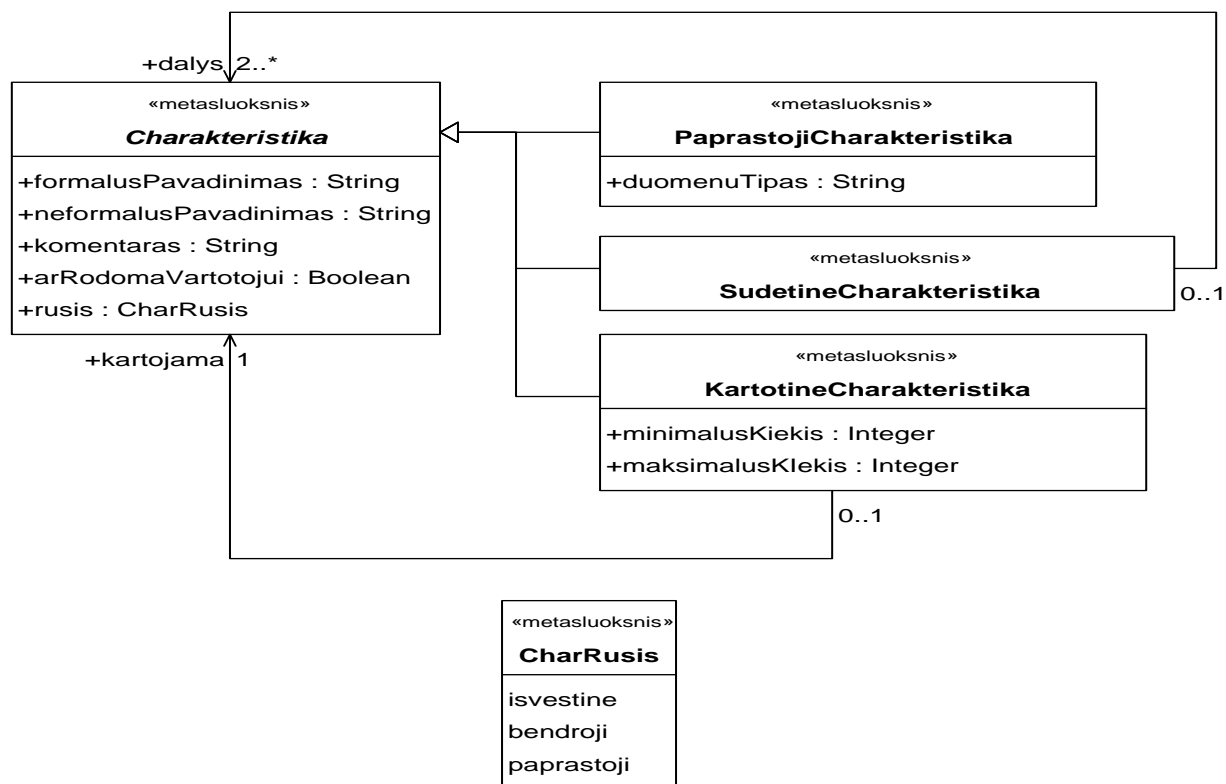 +dalys 2..*
«metasluoksnis»
Charakteristika
+formalusPavadinimas : String
+neformalusPavadinimas : String
+komentaras : String
+arRodomaVartotojui : Boolean
+rusis : CharRusis
+kartojama 1
«metasluoksnis»
PaprastojiCharakteristika
+duomenuTipas : String
«metasluoksnis»
SudetineCharakteristika
0..1
«metasluoksnis»
KartotineCharakteristika
+minimalusKiekis : Integer
+maksimalusKIekis : Integer
0..1
«metasluoksnis»
CharRusis
isvestine
bendroji
paprastoji